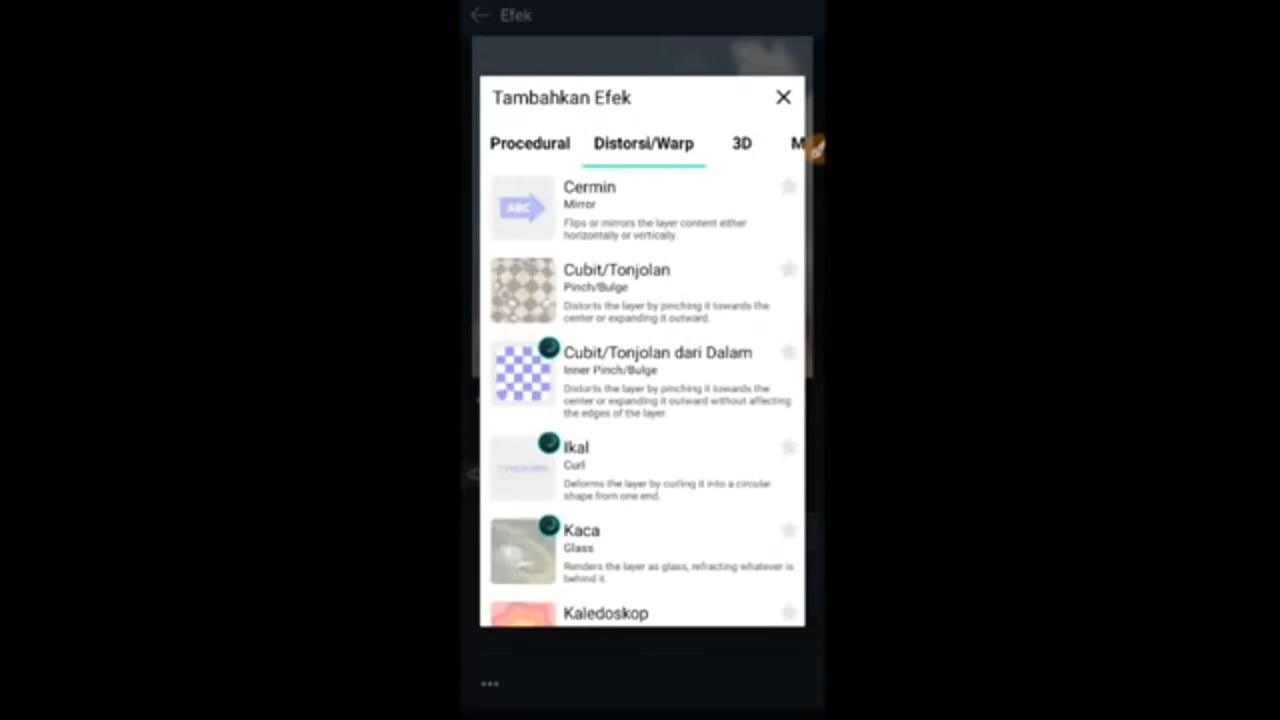 Efek
Tambahkan Efek
Procedural Distorsi/Warp 3D M
ABC
Cermin
Mirror
Flips or mirrors the layer content either
horizontally or vertically.
Cubit/Tonjolan
Pinch/Bulge
Distorts the layer by pinching it towards the
center or expanding it outward.
Cubit/Tonjolan dari Dalam
Inner Pinch/Bulge
Distorts the layer by pinching it towards the
center or expanding it outward without affecting
the edges of the layer.
Ikal
Curl
Deforms the layer by curling it into a circular
shape from one end.
Kaca
Glass
Renders the layer as glass, refracting whatever is
behind it.
Kaledoskop